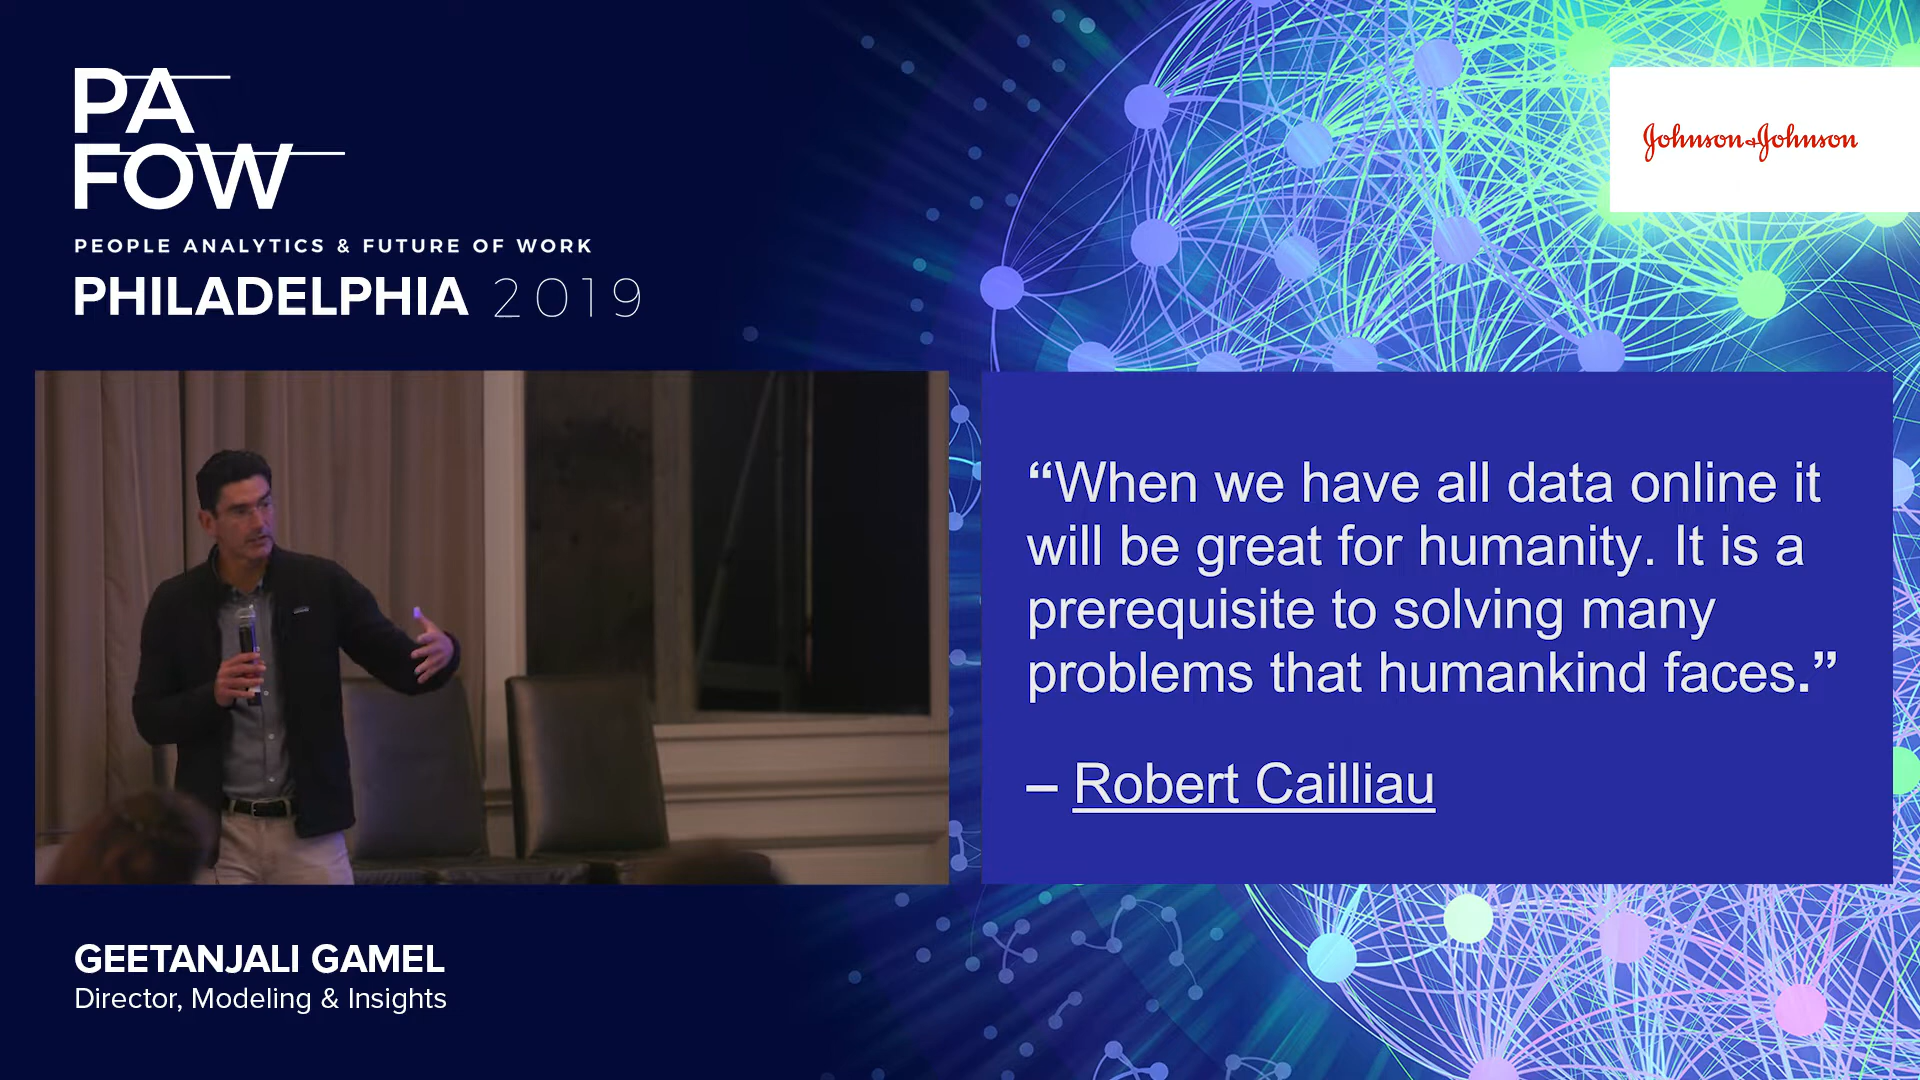 PA
FOW
PEOPLE ANALYTICS & FUTURE OF WORK
PHILADELPHIA 2019
Johnson & Johnson
“When we have all data online it
will be great for humanity. It is a
prerequisite to solving many
problems that humankind faces.”
– Robert Cailliau
GEETANJALI GAMEL
Director, Modeling & Insights